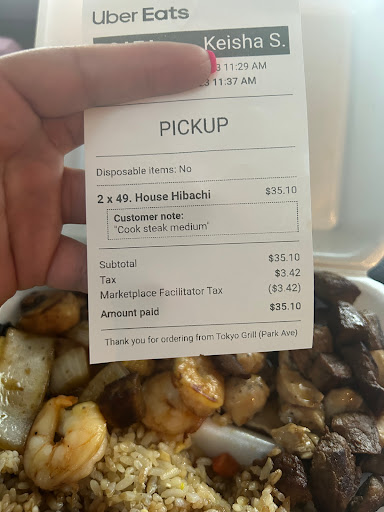 Uber Eats
Keisha S.
3 11:29 AM
3 11:37 AM
PICKUP
Disposable items: No
2 x 49. House Hibachi $35.10
Customer note:
"Cook steak medium"
Subtotal $35.10
Tax $3.42
Marketplace Facilitator Tax ($3.42)
Amount paid $35.10
Thank you for ordering from Tokyo Grill (Park Ave)